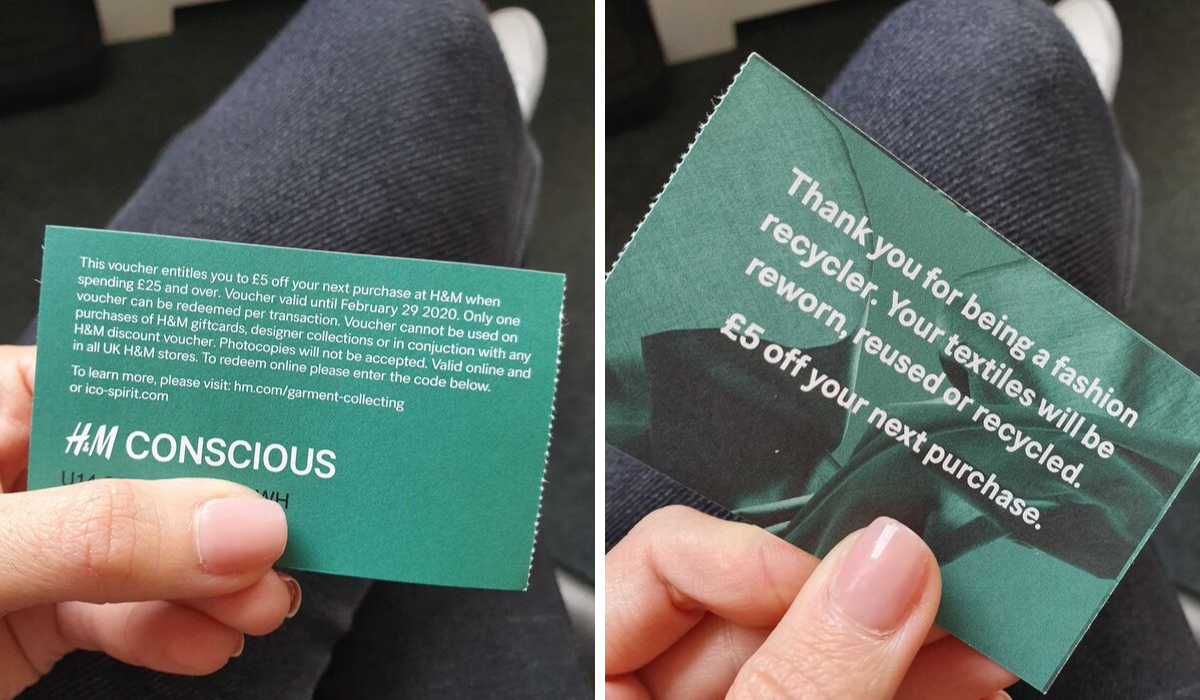 This voucher entitles you to £5 off your next purchase at H&M when
spending £25 and over. Voucher valid until February 29 2020. Only one
voucher can be redeemed per transaction. Voucher cannot be used on
purchases of H&M giftcards, designer collections or in conjuction with any
H&M discount voucher. Photocopies will not be accepted. Valid online and
in all UK H&M stores. To redeem online please enter the code below.
To learn more, please visit: hm.com/garment-collecting
or ico-spirit.com
H&M CONSCIOUS
Thank you for being a fashion
recycler. Your textiles will be
reworn, reused or recycled.
£5 off your next purchase.